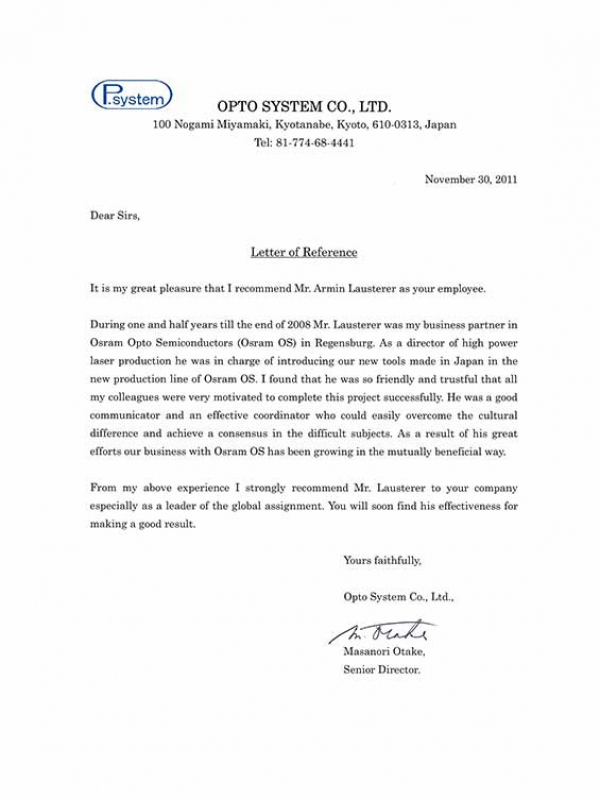 P.system
OPTO SYSTEM CO., LTD.
100 Nogami Miyamaki, Kyotanabe, Kyoto, 610-0313, Japan
Tel: 81-774-68-4441
November 30, 2011
Dear Sirs,
Letter of Reference
It is my great pleasure that I recommend Mr. Armin Lausterer as your employee.
During one and half years till the end of 2008 Mr. Lausterer was my business partner in
Osram Opto Semiconductors (Osram OS) in Regensburg. As a director of high power
laser production he was in charge of introducing our new tools made in Japan in the
new production line of Osram OS. I found that he was so friendly and trustful that all
my colleagues were very motivated to complete this project successfully. He was a good
communicator and an effective coordinator who could easily overcome the cultural
difference and achieve a consensus in the difficult subjects. As a result of his great
efforts our business with Osram OS has been growing in the mutually beneficial way.
From my above experience I strongly recommend Mr. Lausterer to your company
especially as a leader of the global assignment. You will soon find his effectiveness for
making a good result.
Yours faithfully,
Opto System Co., Ltd.,
M. Otake
Masanori Otake,
Senior Director.